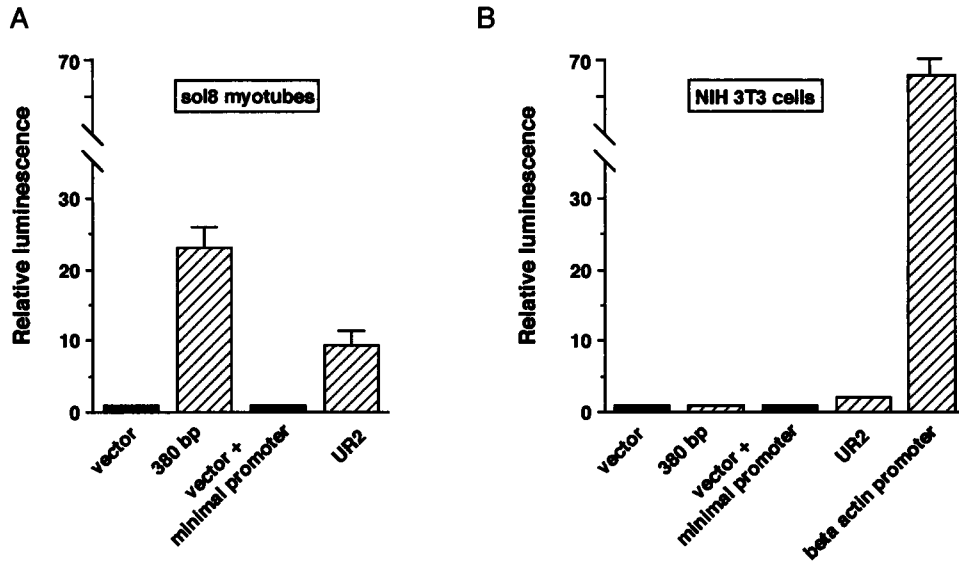 A
70
sol8 myotubes
Relative luminescence
30
20
10
0
vector
380 bp
vector +
minimal promoter
UR2
B
70
NIH 3T3 cells
Relative luminescence
30
20
10
0
vector
380 bp
vector +
minimal promoter
UR2
beta actin promoter